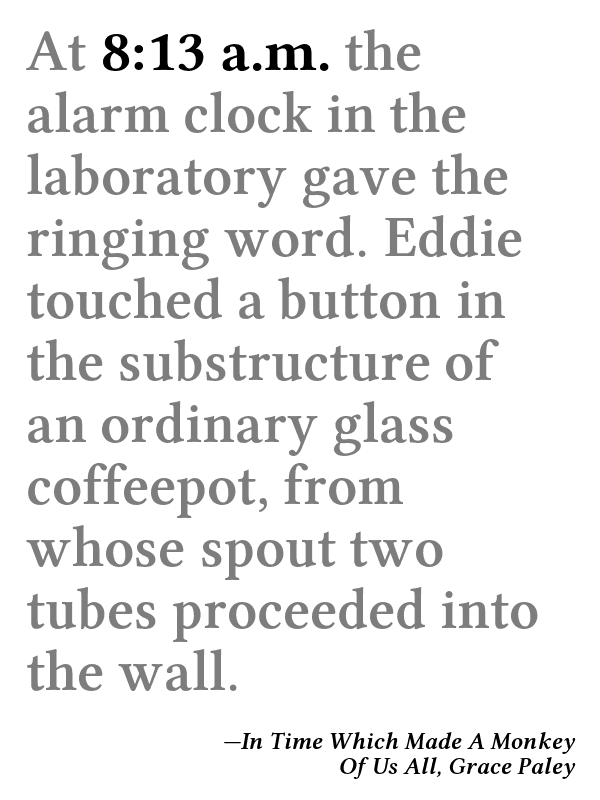 At 8:13 a.m. the
alarm clock in the
laboratory gave the
ringing word. Eddie
touched a button in
the substructure of
an ordinary glass
coffeepot, from
whose spout two
tubes proceeded into
the wall.
—In Time Which Made A Monkey
Of Us All, Grace Paley